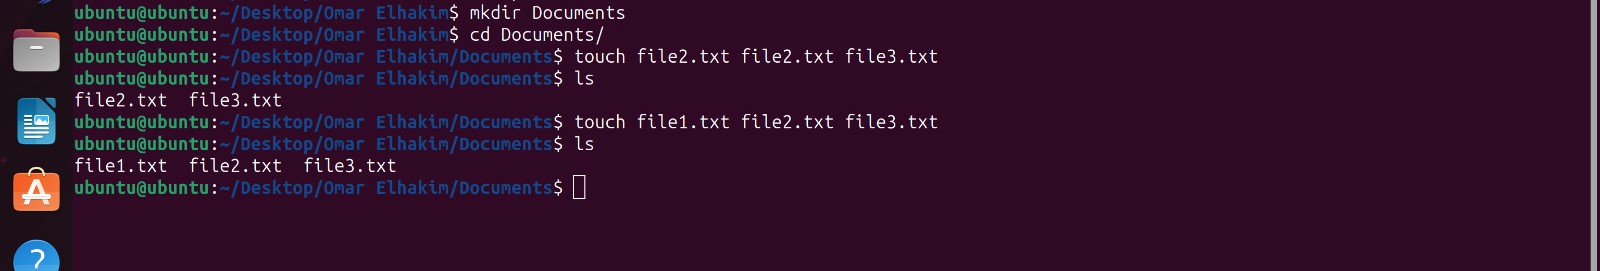 ubuntu@ubuntu:~/Desktop/Omar Elhakim$ mkdir Documents
ubuntu@ubuntu:~/Desktop/Omar Elhakim$ cd Documents/
ubuntu@ubuntu:~/Desktop/Omar Elhakim/Documents$ touch file2.txt file2.txt file3.txt
ubuntu@ubuntu:~/Desktop/Omar Elhakim/Documents$ ls
file2.txt  file3.txt
ubuntu@ubuntu:~/Desktop/Omar Elhakim/Documents$ touch file1.txt file2.txt file3.txt
ubuntu@ubuntu:~/Desktop/Omar Elhakim/Documents$ ls
file1.txt  file2.txt  file3.txt
ubuntu@ubuntu:~/Desktop/Omar Elhakim/Documents$